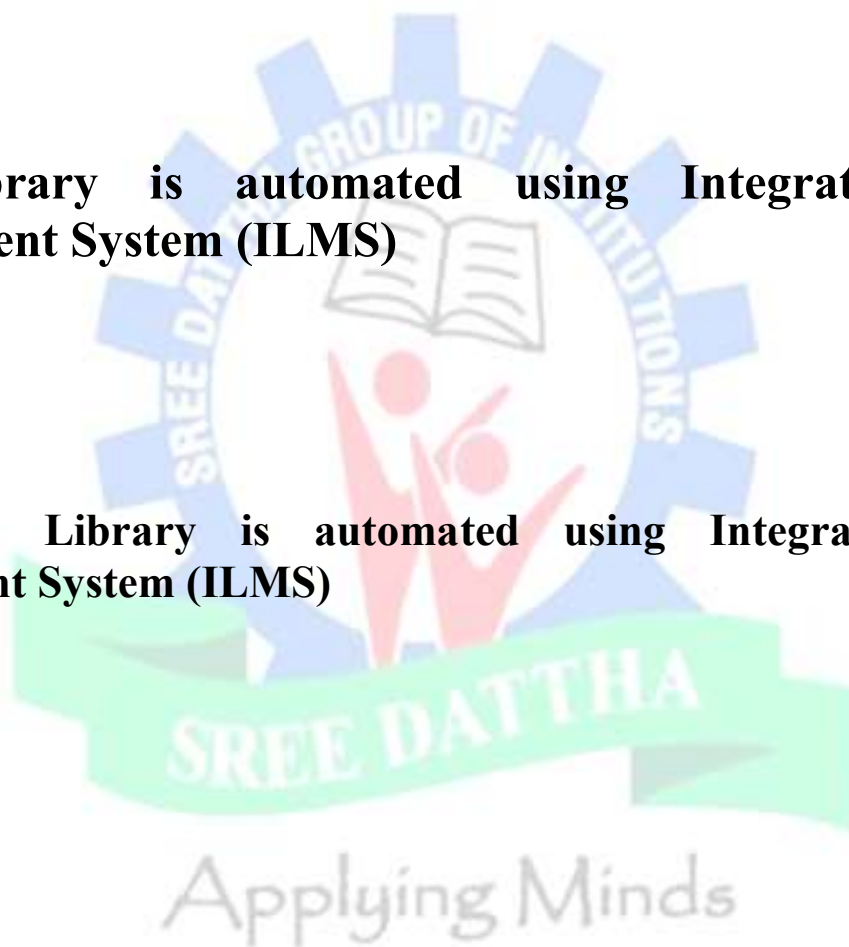 SREE DATTHA GROUP OF INSTITUTIONS
brary is automated using Integrat
ent System (ILMS)
Library is automated using Integra
nt System (ILMS)
SREE DATTHA
Applying Minds